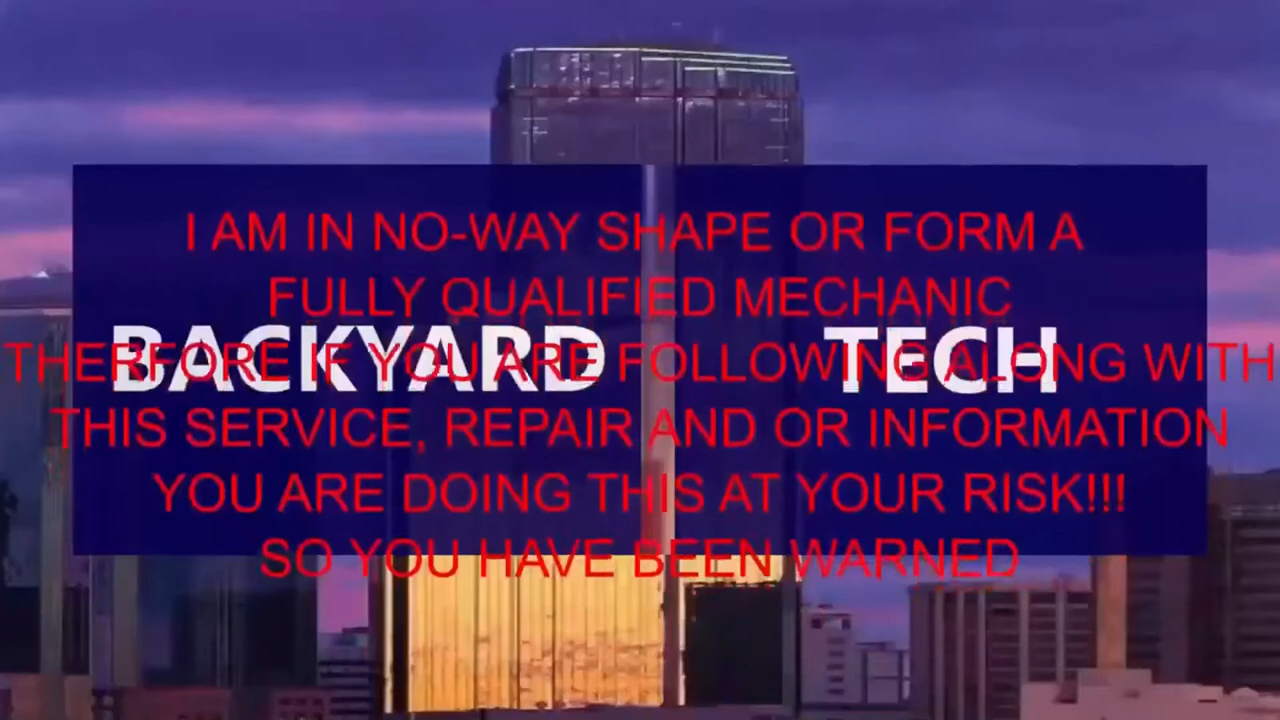 I AM IN NO-WAY SHAPE OR FORM A
FULLY QUALIFIED MECHANIC
BACKYARD TECH
THEREFORE IF YOU ARE FOLLOWING ALONG WITH
THIS SERVICE, REPAIR AND OR INFORMATION
YOU ARE DOING THIS AT YOUR RISK!!!
SO YOU HAVE BEEN WARNED